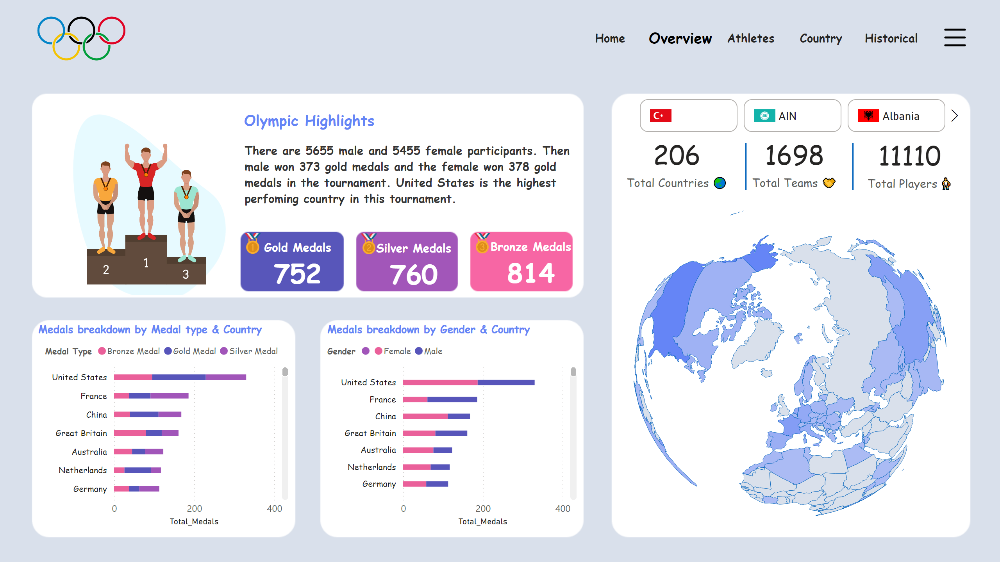 Home Overview Athletes Country Historical
Olympic Highlights
There are 5655 male and 5455 female participants. Then
male won 373 gold medals and the female won 378 gold
medals in the tournament. United States is the highest
perfoming country in this tournament.
2 1 3
Gold Medals
752
Silver Medals
760
Bronze Medals
814
AIN AIN
Albania
206
Total Countries
1698
Total Teams
11110
Total Players
Medals breakdown by Medal type & Country
Medal Type Bronze Medal Gold Medal Silver Medal
United States
France
China
Great Britain
Australia
Netherlands
Germany
0 200 400
Total_Medals
Medals breakdown by Gender & Country
Gender Female Male
United States
France
China
Great Britain
Australia
Netherlands
Germany
0 200 400
Total_Medals